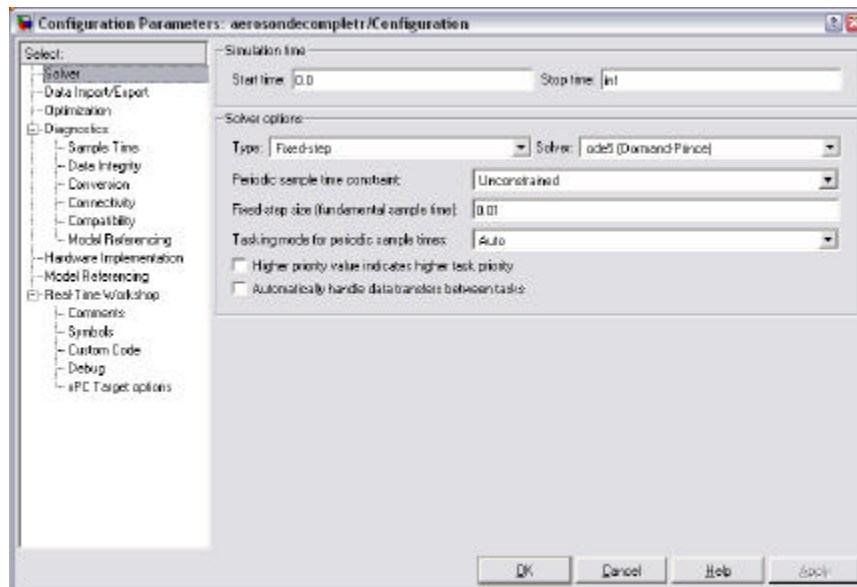 Configuration Parameters: aerosondecompletr/Configuration
Select:
Solver
Data Import/Export
Optimization
Diagnostics
Sample Time
Data Integrity
Conversion
Connectivity
Compatibility
Model Referencing
Hardware Implementation
Model Referencing
Real-Time Workshop
Comments
Symbols
Custom Code
Debug
xPC Target options
Simulation time
Start time: 0.0 Stop time: inf
Solver options
Type: Fixed-step Solver: ode5 (Dormand-Prince)
Periodic sample time constraint: Unconstrained
Fixed-step size (fundamental sample time): 0.01
Tasking mode for periodic sample times: Auto
Higher priority value indicates higher task priority
Automatically handle data transfers between tasks
OK Cancel Help Apply